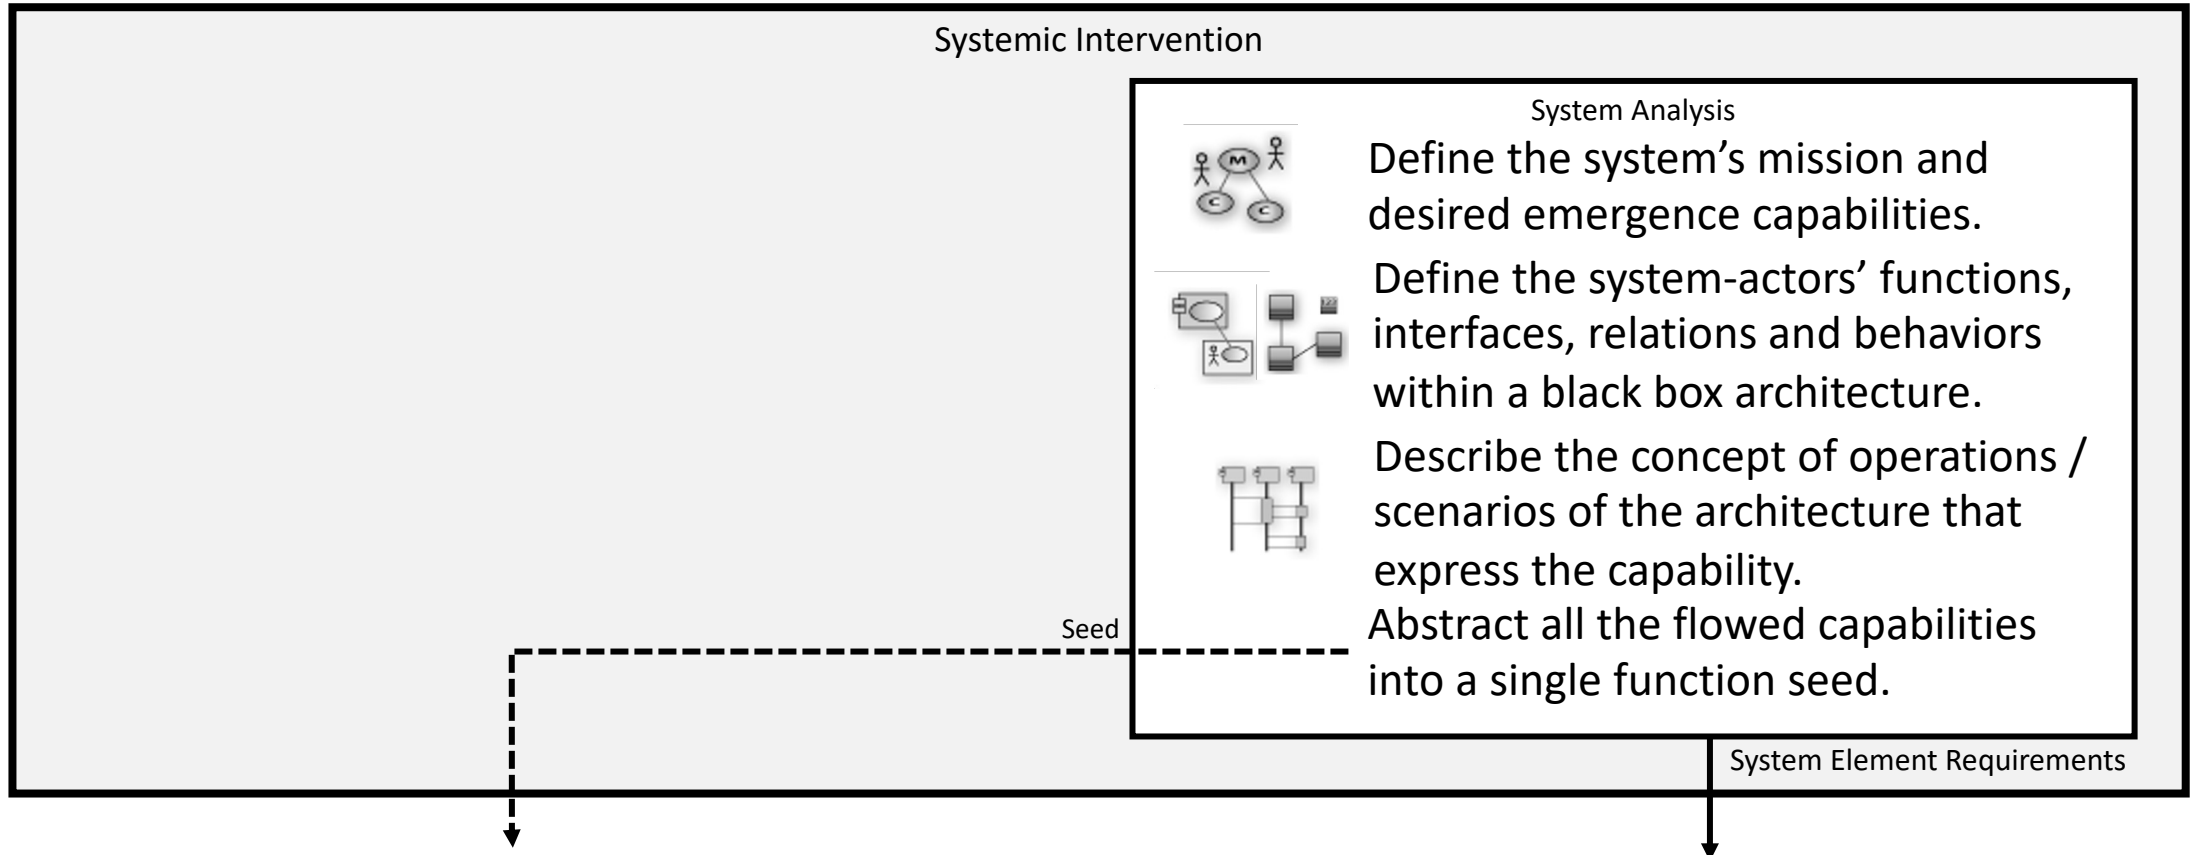 Systemic Intervention
System Analysis
M
C
C
Define the system’s mission and
desired emergence capabilities.
Define the system-actors’ functions,
interfaces, relations and behaviors
within a black box architecture.
Describe the concept of operations /
scenarios of the architecture that
express the capability.
Seed
Abstract all the flowed capabilities
into a single function seed.
System Element Requirements